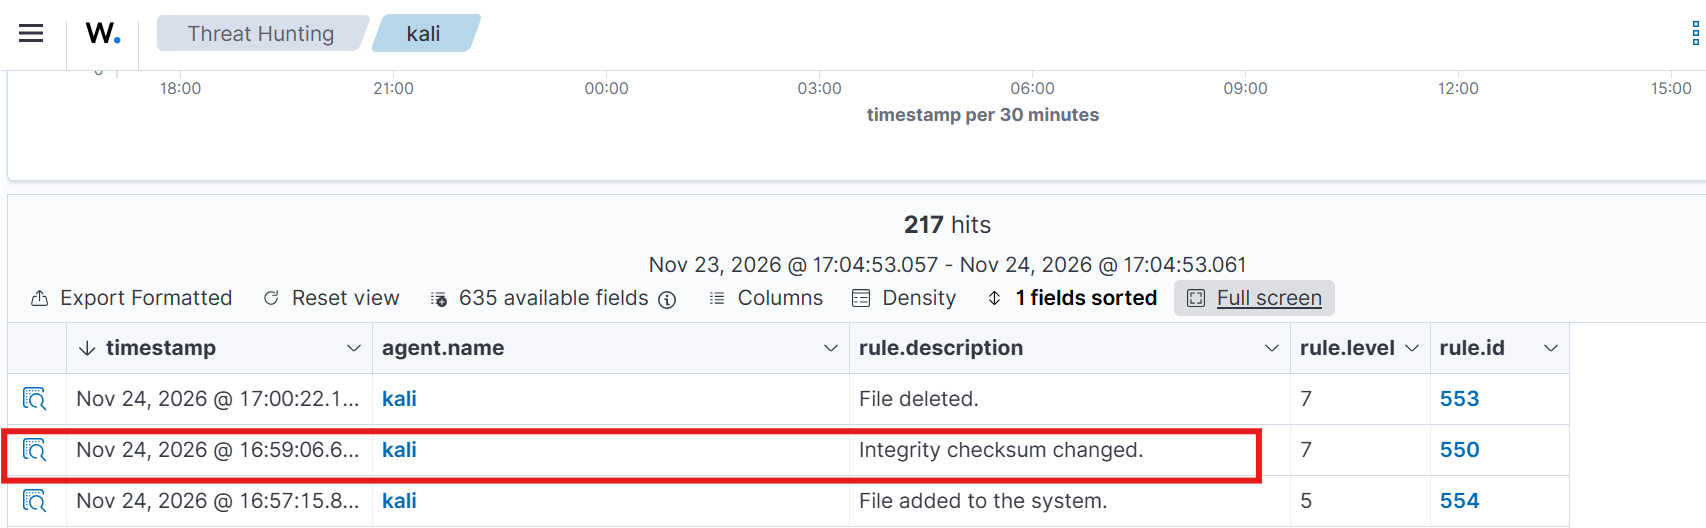 W. Threat Hunting kali
0
18:00 21:00 00:00 03:00 06:00 09:00 12:00 15:00
timestamp per 30 minutes
217 hits
Nov 23, 2026 @ 17:04:53.057 - Nov 24, 2026 @ 17:04:53.061
Export Formatted Reset view 635 available fields Columns Density 1 fields sorted Full screen
timestamp agent.name rule.description rule.level rule.id
Nov 24, 2026 @ 17:00:22.1... kali File deleted. 7 553
Nov 24, 2026 @ 16:59:06.6... kali Integrity checksum changed. 7 550
Nov 24, 2026 @ 16:57:15.8... kali File added to the system. 5 554